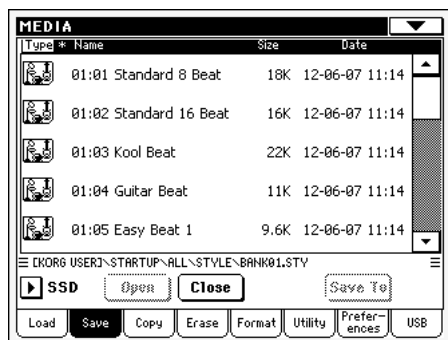 MEDIA
Type * Name Size Date
01:01 Standard 8 Beat 18K 12-06-07 11:14
01:02 Standard 16 Beat 16K 12-06-07 11:14
01:03 Kool Beat 22K 12-06-07 11:14
01:04 Guitar Beat 11K 12-06-07 11:14
01:05 Easy Beat 1 9.6K 12-06-07 11:14
[KORG USER]\STARTUP\ALL\STYLE\BANK01.STY
SSD Open Close Save To
Load Save Copy Erase Format Utility Prefer-
ences USB